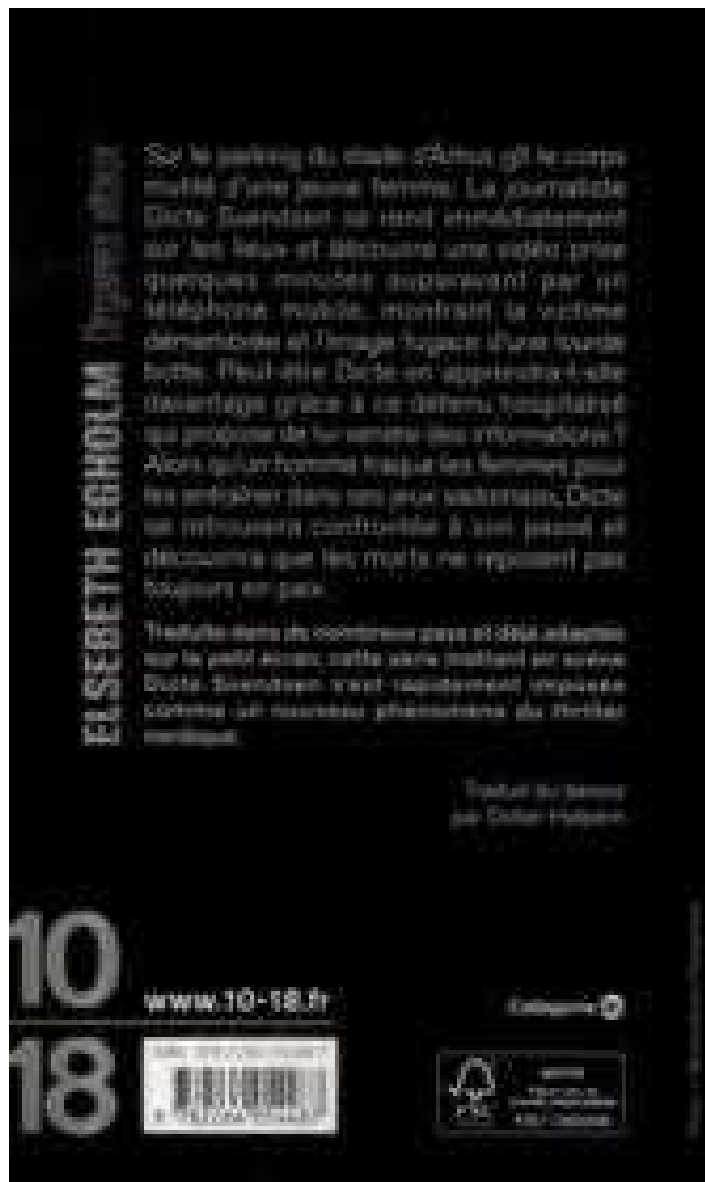 ELSEBETH EGHOLM
Sur le parking du stade d'Århus gît le corps
mutilé d'une jeune femme. La journaliste
Dicte Svendsen se rend immédiatement
sur les lieux et découvre une vidéo prise
quelques minutes auparavant par un
téléphone mobile, montrant la victime
démembrée et l'image fugace d'une lourde
botte. Peut-être Dicte en apprendra-t-elle
davantage grâce à ce détenu hospitalisé
qui propose de lui vendre des informations ?
Alors qu'un homme traque les femmes pour
les entraîner dans ses jeux sadomasos, Dicte
se retrouvera confrontée à son passé et
découvrira que les morts ne reposent pas
toujours en paix.
Traduite dans de nombreux pays et déjà adaptée
sur le petit écran, cette série mettant en scène
Dicte Svendsen s'est rapidement imposée
comme un nouveau phénomène du thriller
nordique.
Traduit du danois
par Didier Halpern
10
18
www.10-18.fr
Catégorie